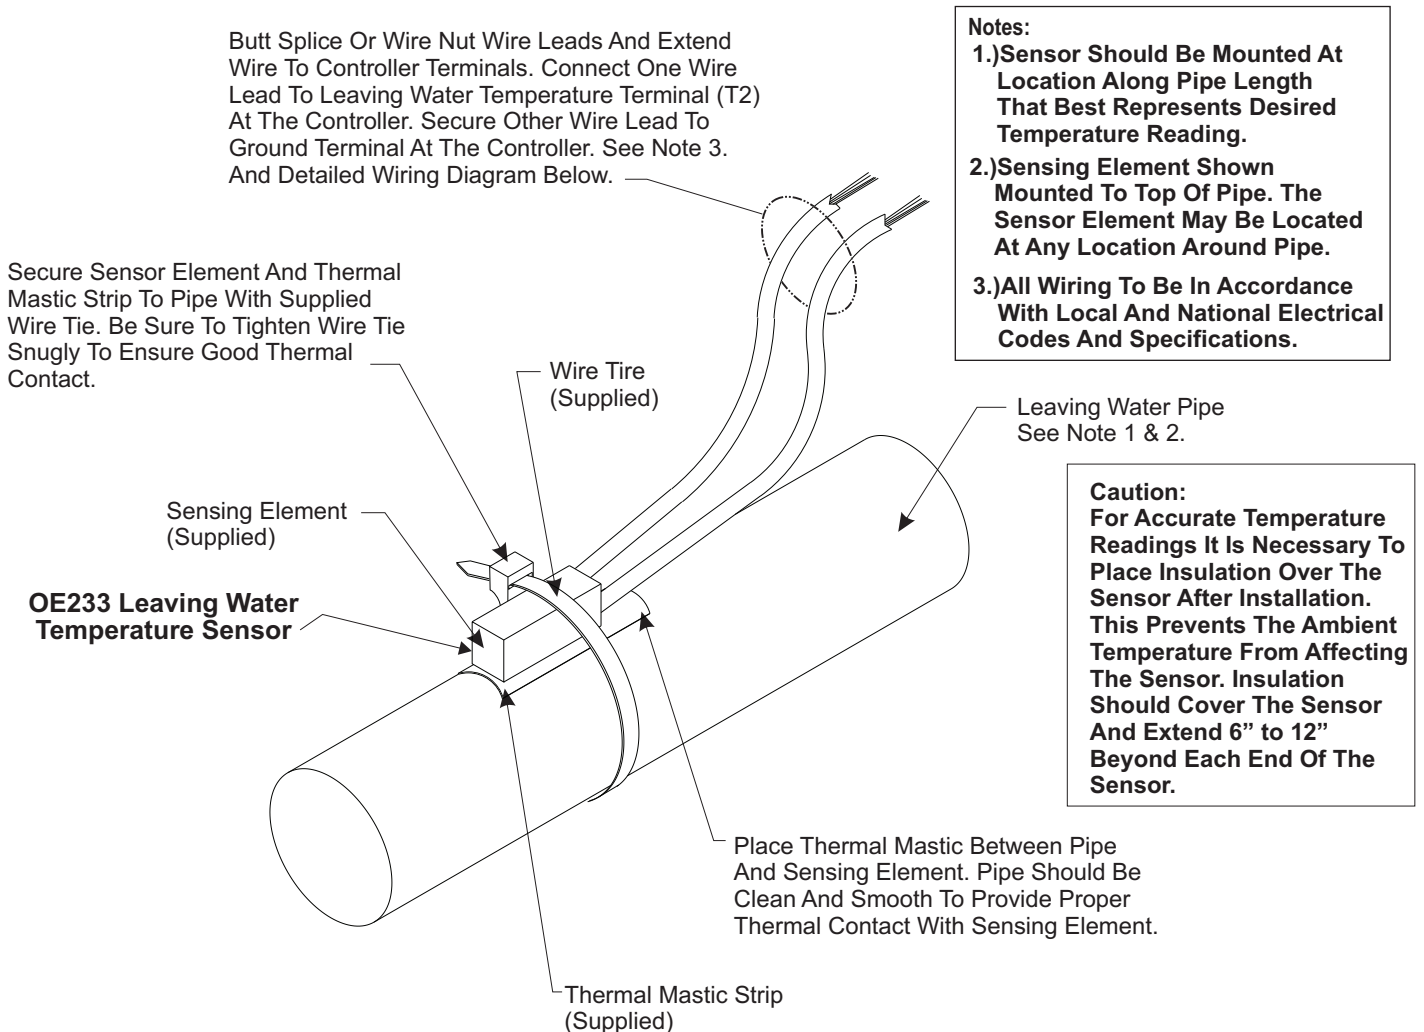 Butt Splice Or Wire Nut Wire Leads And Extend
Wire To Controller Terminals. Connect One Wire
Lead To Leaving Water Temperature Terminal (T2)
At The Controller. Secure Other Wire Lead To
Ground Terminal At The Controller. See Note 3.
And Detailed Wiring Diagram Below.
Notes:
1.)Sensor Should Be Mounted At
Location Along Pipe Length
That Best Represents Desired
Temperature Reading.
2.)Sensing Element Shown
Mounted To Top Of Pipe. The
Sensor Element May Be Located
At Any Location Around Pipe.
3.)All Wiring To Be In Accordance
With Local And National Electrical
Codes And Specifications.
Secure Sensor Element And Thermal
Mastic Strip To Pipe With Supplied
Wire Tie. Be Sure To Tighten Wire Tie
Snugly To Ensure Good Thermal
Contact.
Wire Tire
(Supplied)
Leaving Water Pipe
See Note 1 & 2.
Sensing Element
(Supplied)
OE233 Leaving Water
Temperature Sensor
Caution:
For Accurate Temperature
Readings It Is Necessary To
Place Insulation Over The
Sensor After Installation.
This Prevents The Ambient
Temperature From Affecting
The Sensor. Insulation
Should Cover The Sensor
And Extend 6” to 12”
Beyond Each End Of The
Sensor.
Place Thermal Mastic Between Pipe
And Sensing Element. Pipe Should Be
Clean And Smooth To Provide Proper
Thermal Contact With Sensing Element.
Thermal Mastic Strip
(Supplied)